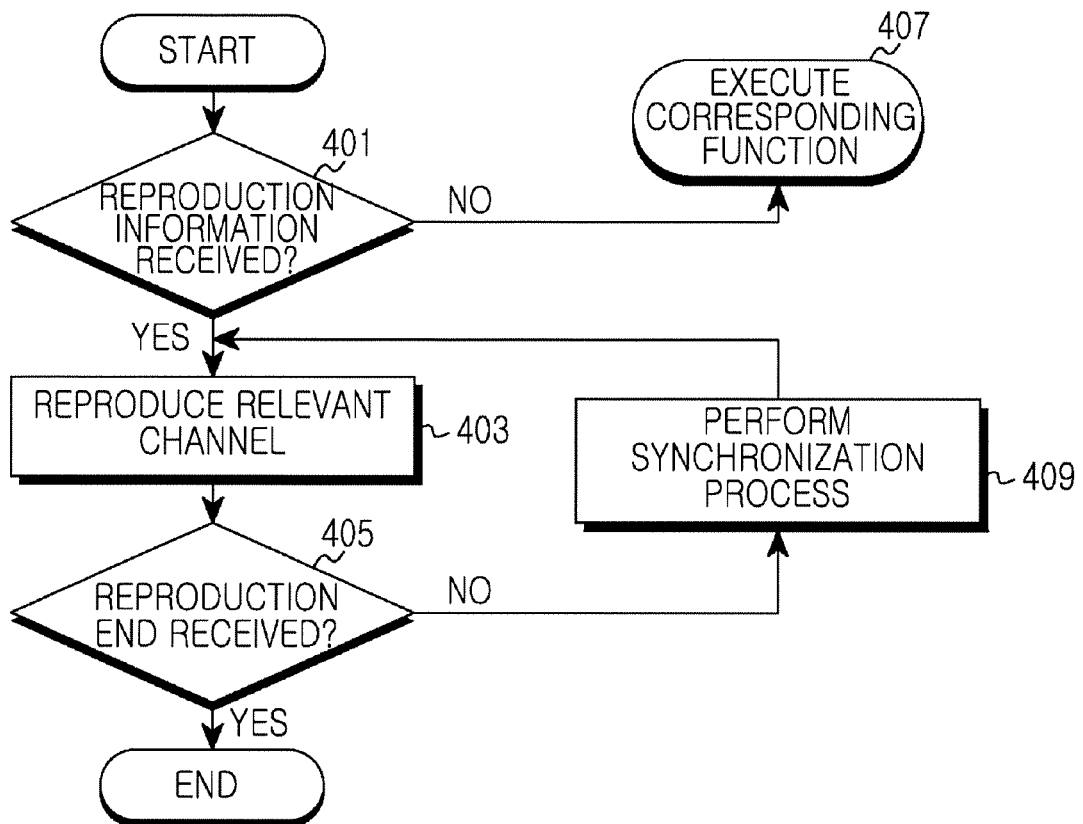 START
407
EXECUTE
CORRESPONDING
FUNCTION
401
REPRODUCTION
INFORMATION
RECEIVED?
NO
YES
REPRODUCE RELEVANT
CHANNEL
403
PERFORM
SYNCHRONIZATION
PROCESS
409
405
REPRODUCTION
END RECEIVED?
NO
YES
END